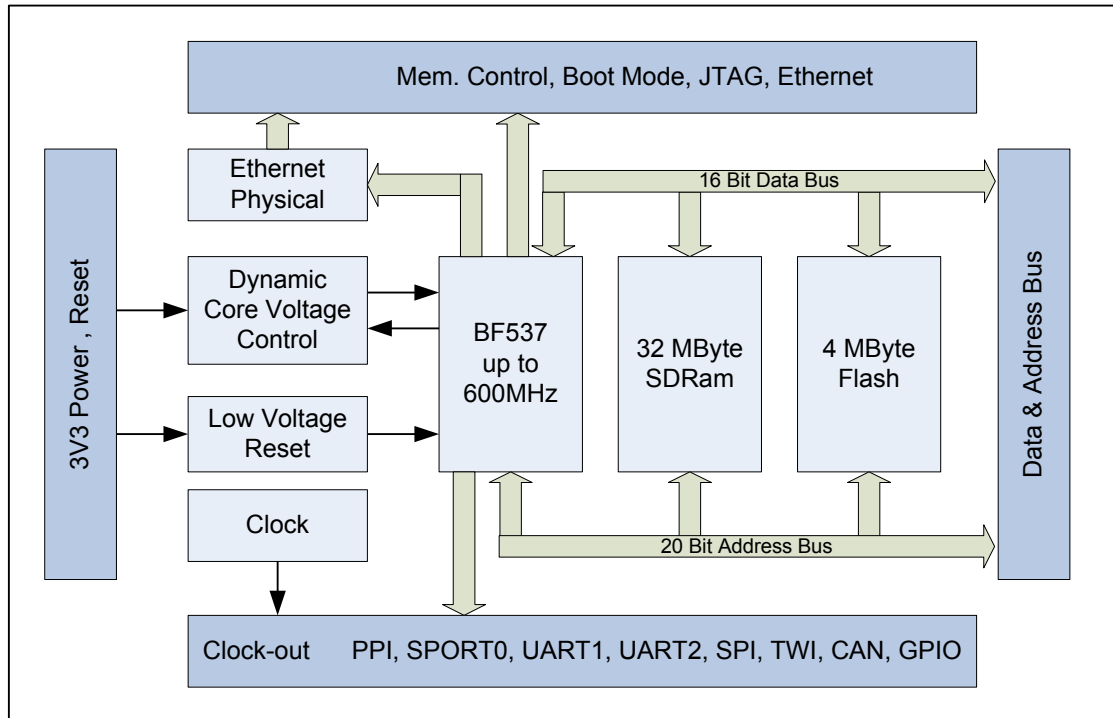 Mem. Control, Boot Mode, JTAG, Ethernet
3V3 Power , Reset
Ethernet
Physical
16 Bit Data Bus
Data & Address Bus
Dynamic
Core Voltage
Control
BF537
up to
600MHz
32 MByte
SDRam
4 MByte
Flash
Low Voltage
Reset
Clock
20 Bit Address Bus
Clock-out PPI, SPORT0, UART1, UART2, SPI, TWI, CAN, GPIO